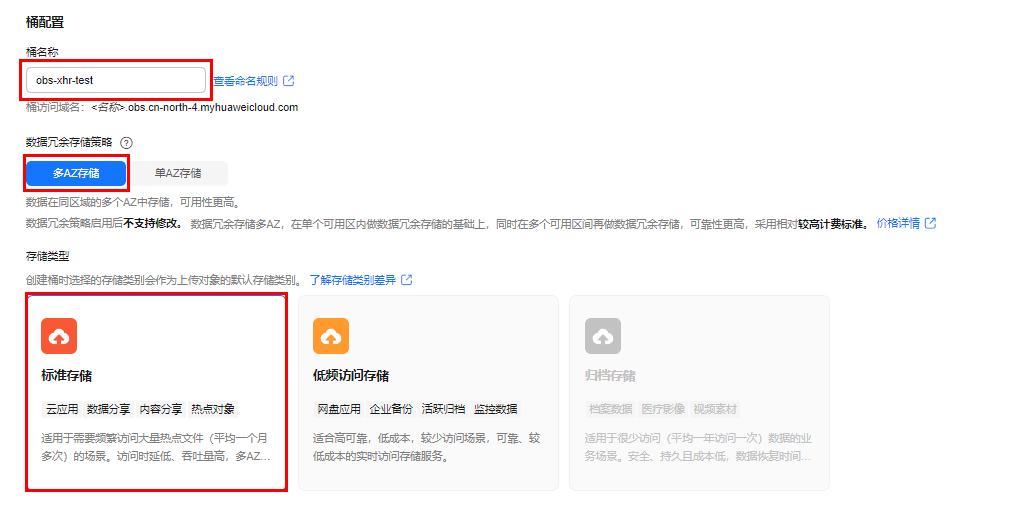 桶配置
桶名称
obs-xhr-test 查看命名规则
桶访问域名：<名称>.obs.cn-north-4.myhuaweicloud.com
数据冗余存储策略 ?
多AZ存储 单AZ存储
数据在同区域的多个AZ中存储，可用性更高。
数据冗余策略启用后不支持修改。 数据冗余存储多AZ，在单个可用区内做数据冗余存储的基础上，同时在多个可用区间再做数据冗余存储，可靠性更高，采用相对较高计费标准。 价格详情
存储类型
创建桶时选择的存储类别会作为上传对象的默认存储类别。 了解存储类别差异
标准存储
云应用 数据分享 内容分享 热点对象
适用于需要频繁访问大量热点文件（平均一个月
多次）的场景。访问时延低、吞吐量高，多AZ...
低频访问存储
网盘应用 企业备份 活跃归档 监控数据
适合高可靠，低成本，较少访问场景，可靠、较
低成本的实时访问存储服务。
归档存储
档案数据 医疗影像 视频素材
适用于很少访问（平均一年访问一次）数据的业
务场景。安全、持久且成本低，数据恢复时间...